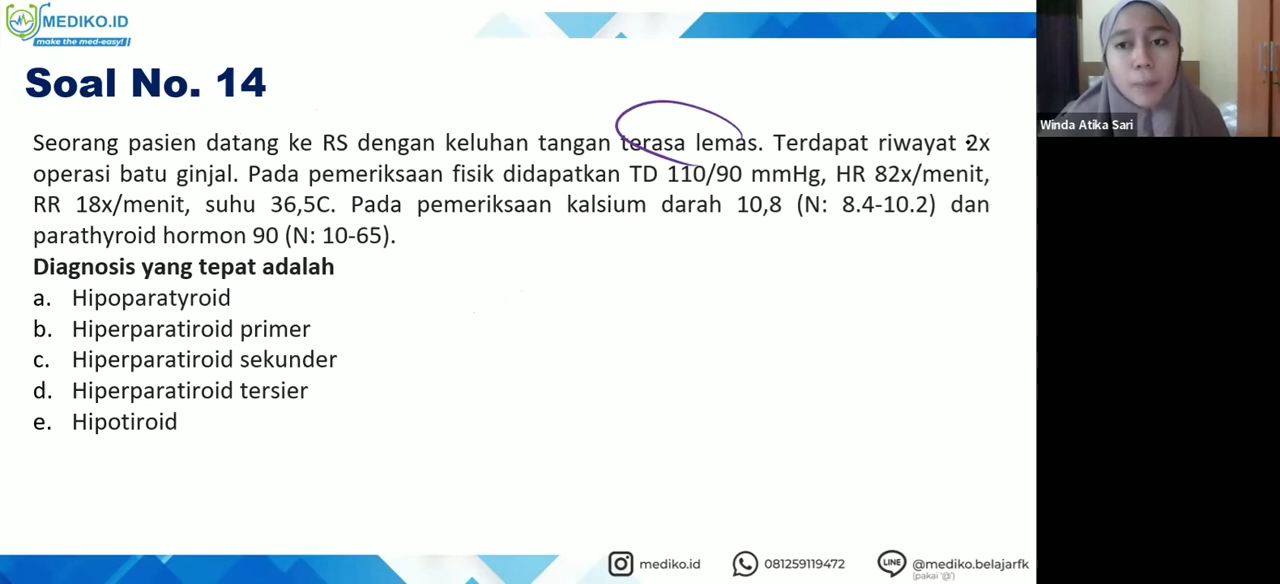 MEDIKO.ID
make the med-easy!
Soal No. 14
Seorang pasien datang ke RS dengan keluhan tangan terasa lemas. Terdapat riwayat 2x
operasi batu ginjal. Pada pemeriksaan fisik didapatkan TD 110/90 mmHg, HR 82x/menit,
RR 18x/menit, suhu 36,5C. Pada pemeriksaan kalsium darah 10,8 (N: 8.4-10.2) dan
parathyroid hormon 90 (N: 10-65).
Diagnosis yang tepat adalah
a. Hipoparatyroid
b. Hiperparatiroid primer
c. Hiperparatiroid sekunder
d. Hiperparatiroid tersier
e. Hipotiroid
Winda Atika Sari
mediko.id
081259119472
LINE
@mediko.belajarfk
(pakai '@')